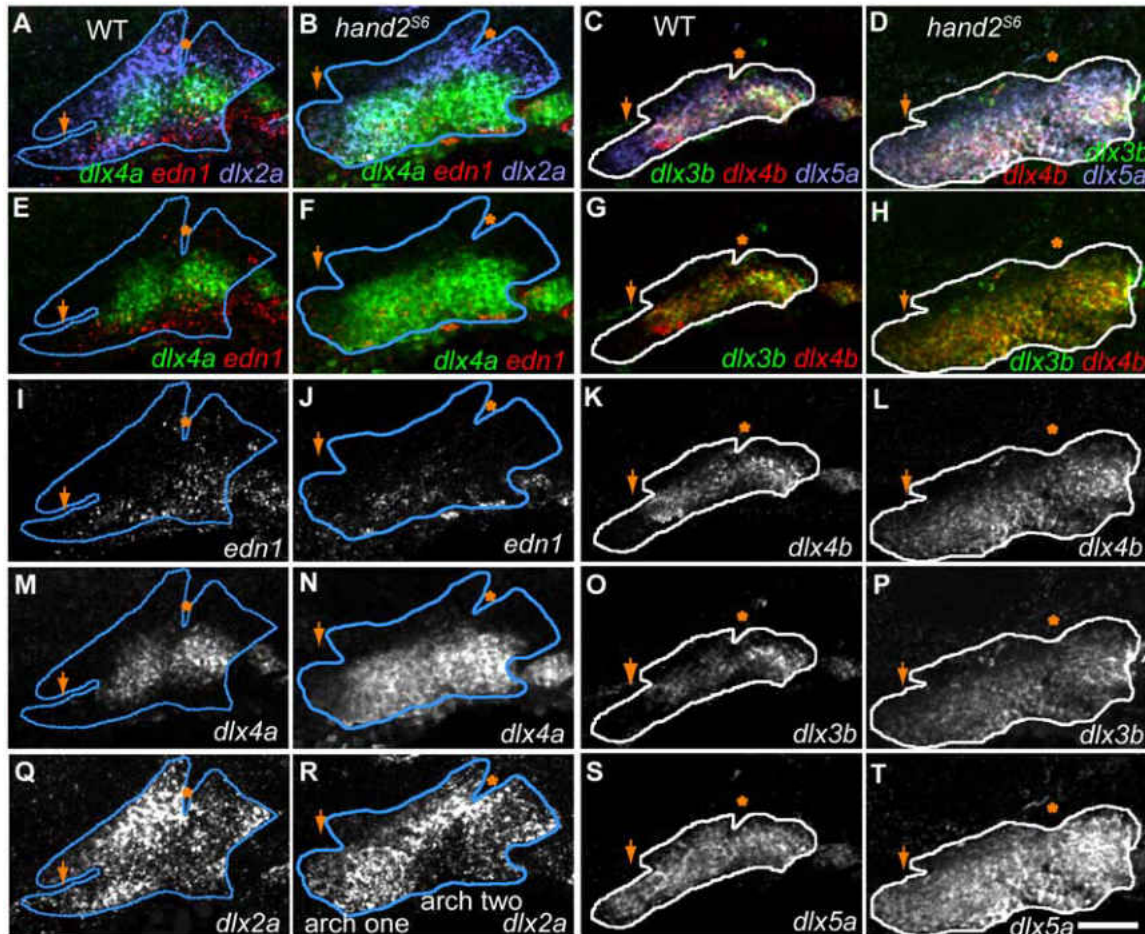 A WT
B hand2S6
C WT
D hand2S6
dlx4a edn1 dlx2a
dlx4a edn1 dlx2a
dlx3b dlx4b dlx5a
dlx3b
dlx4b dlx5a
E
F
G
H
dlx4a edn1
dlx4a edn1
dlx3b dlx4b
dlx3b dlx4b
I
J
K
L
edn1
edn1
dlx4b
dlx4b
M
N
O
P
dlx4a
dlx4a
dlx3b
dlx3b
Q
R
S
T
arch two
arch one
dlx2a
dlx2a
dlx5a
dlx5a